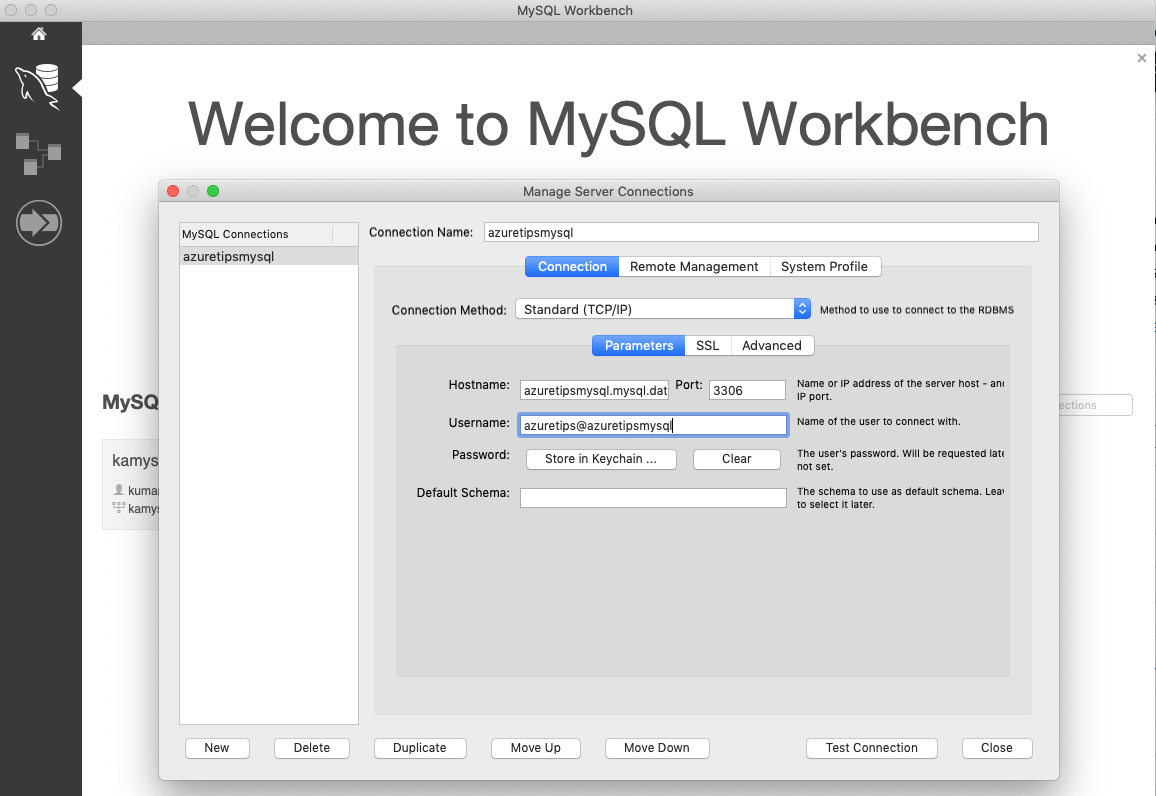 MySQL Workbench
Welcome to MySQL Workbench
Manage Server Connections
MySQL Connections
azuretipsmysql
Connection Name: azuretipsmysql
Connection Remote Management System Profile
Connection Method: Standard (TCP/IP) Method to use to connect to the RDBMS
Parameters SSL Advanced
Hostname: azuretipsmysql.mysql.dat Port: 3306 Name or IP address of the server host - and
IP port.
Username: azuretips@azuretipsmysql Name of the user to connect with.
Password: Store in Keychain ... Clear The user's password. Will be requested late
not set.
Default Schema: The schema to use as default schema. Leav
to select it later.
MySQ
ections
kamys
kumar
kamys
New Delete Duplicate Move Up Move Down Test Connection Close